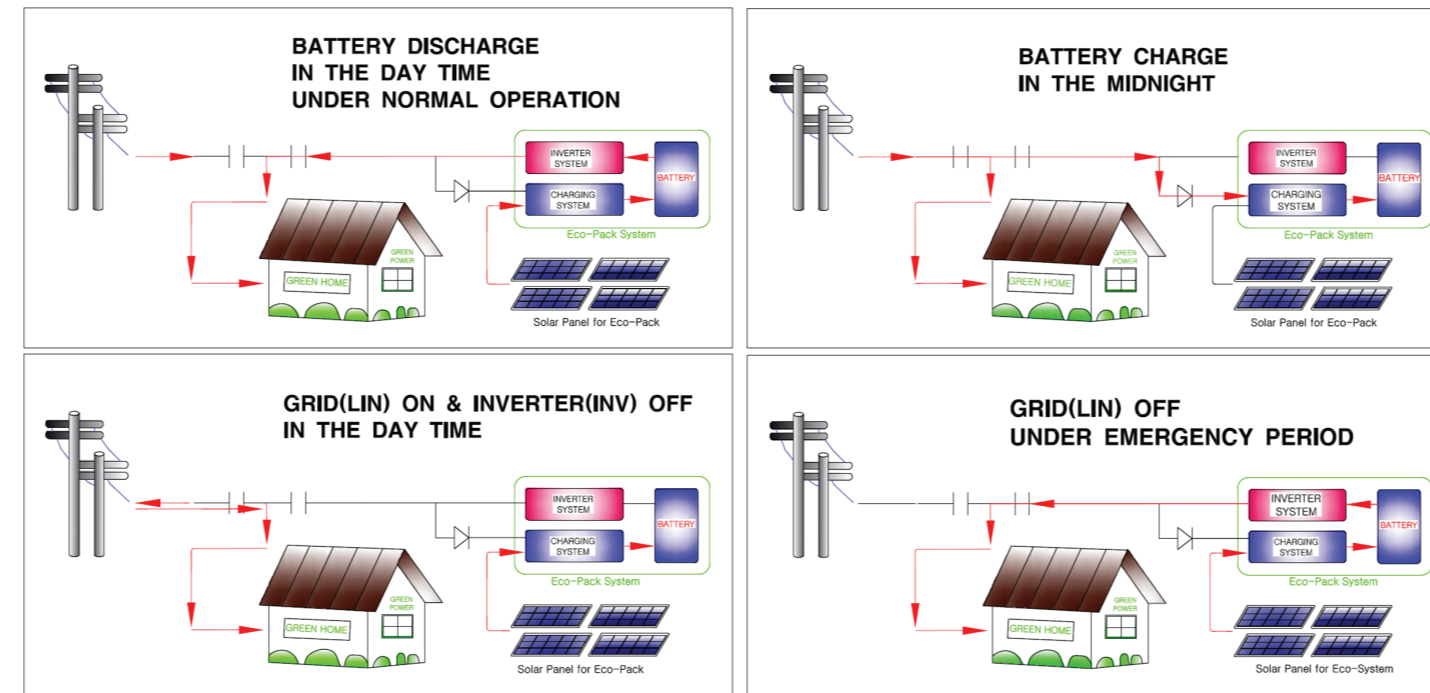 BATTERY DISCHARGE
IN THE DAY TIME
UNDER NORMAL OPERATION
INVERTER
SYSTEM
BATTERY
CHARGING
SYSTEM
Eco-Pack System
GREEN
POWER
GREEN HOME
Solar Panel for Eco-Pack
BATTERY CHARGE
IN THE MIDNIGHT
INVERTER
SYSTEM
BATTERY
CHARGING
SYSTEM
Eco-Pack System
GREEN
POWER
GREEN HOME
Solar Panel for Eco-Pack
GRID(LIN) ON & INVERTER(INV) OFF
IN THE DAY TIME
INVERTER
SYSTEM
BATTERY
CHARGING
SYSTEM
Eco-Pack System
GREEN
POWER
GREEN HOME
Solar Panel for Eco-Pack
GRID(LIN) OFF
UNDER EMERGENCY PERIOD
INVERTER
SYSTEM
BATTERY
CHARGING
SYSTEM
Eco-Pack System
GREEN
POWER
GREEN HOME
Solar Panel for Eco-System